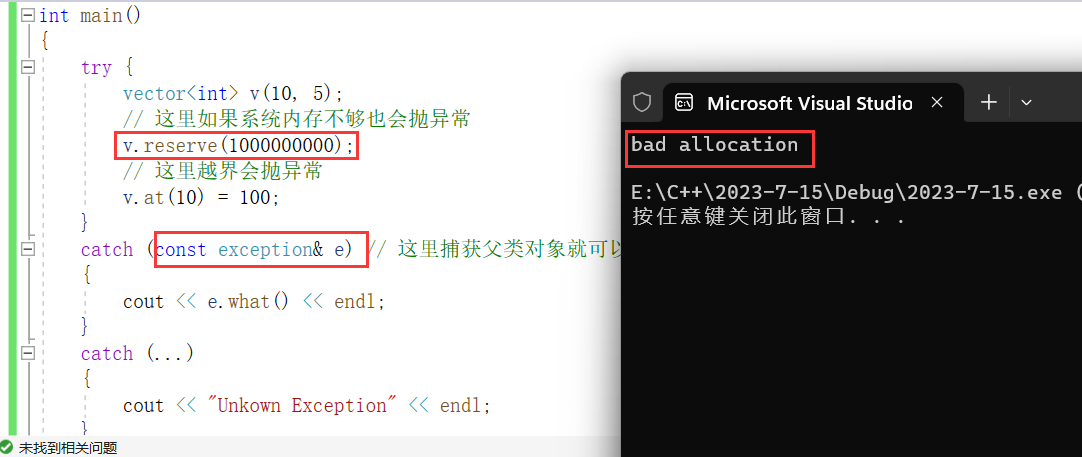 int main()
{
try {
vector<int> v(10, 5);
// 这里如果系统内存不够也会抛异常
v.reserve(1000000000);
// 这里越界会抛异常
v.at(10) = 100;
}
catch (const exception& e) // 这里捕获父类对象就可以
{
cout << e.what() << endl;
}
catch (...)
{
cout << "Unkown Exception" << endl;
}
未找到相关问题
Microsoft Visual Studio
bad allocation
E:\C++\2023-7-15\Debug\2023-7-15.exe (
按任意键关闭此窗口. . .